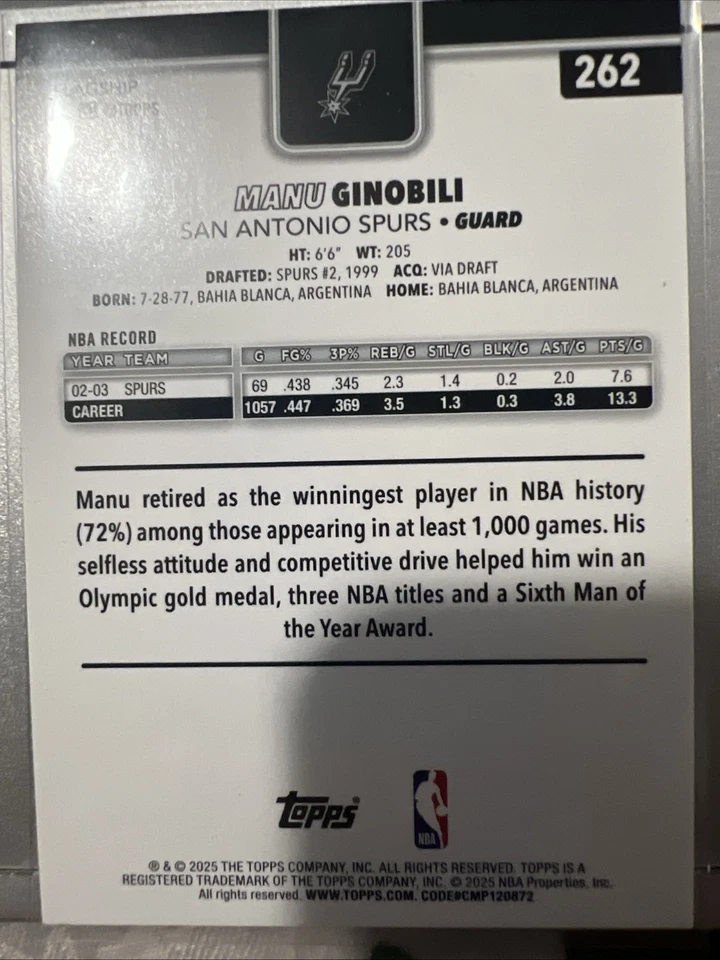 262
FLAGSHIP
TOPPS
MANU GINOBILI
SAN ANTONIO SPURS • GUARD
HT: 6'6" WT: 205
DRAFTED: SPURS #2, 1999 ACQ: VIA DRAFT
BORN: 7-28-77, BAHIA BLANCA, ARGENTINA HOME: BAHIA BLANCA, ARGENTINA
NBA RECORD
YEAR TEAM G FG% 3P% REB/G STL/G BLK/G AST/G PTS/G
02-03 SPURS 69 .438 .345 2.3 1.4 0.2 2.0 7.6
CAREER 1057 .447 .369 3.5 1.3 0.3 3.8 13.3
Manu retired as the winningest player in NBA history
(72%) among those appearing in at least 1,000 games. His
selfless attitude and competitive drive helped him win an
Olympic gold medal, three NBA titles and a Sixth Man of
the Year Award.
Topps®
NBA
® & © 2025 THE TOPPS COMPANY, INC. ALL RIGHTS RESERVED. TOPPS IS A
REGISTERED TRADEMARK OF THE TOPPS COMPANY, INC. © 2025 NBA Properties, Inc.
All rights reserved. WWW.TOPPS.COM. CODE#CMP120872